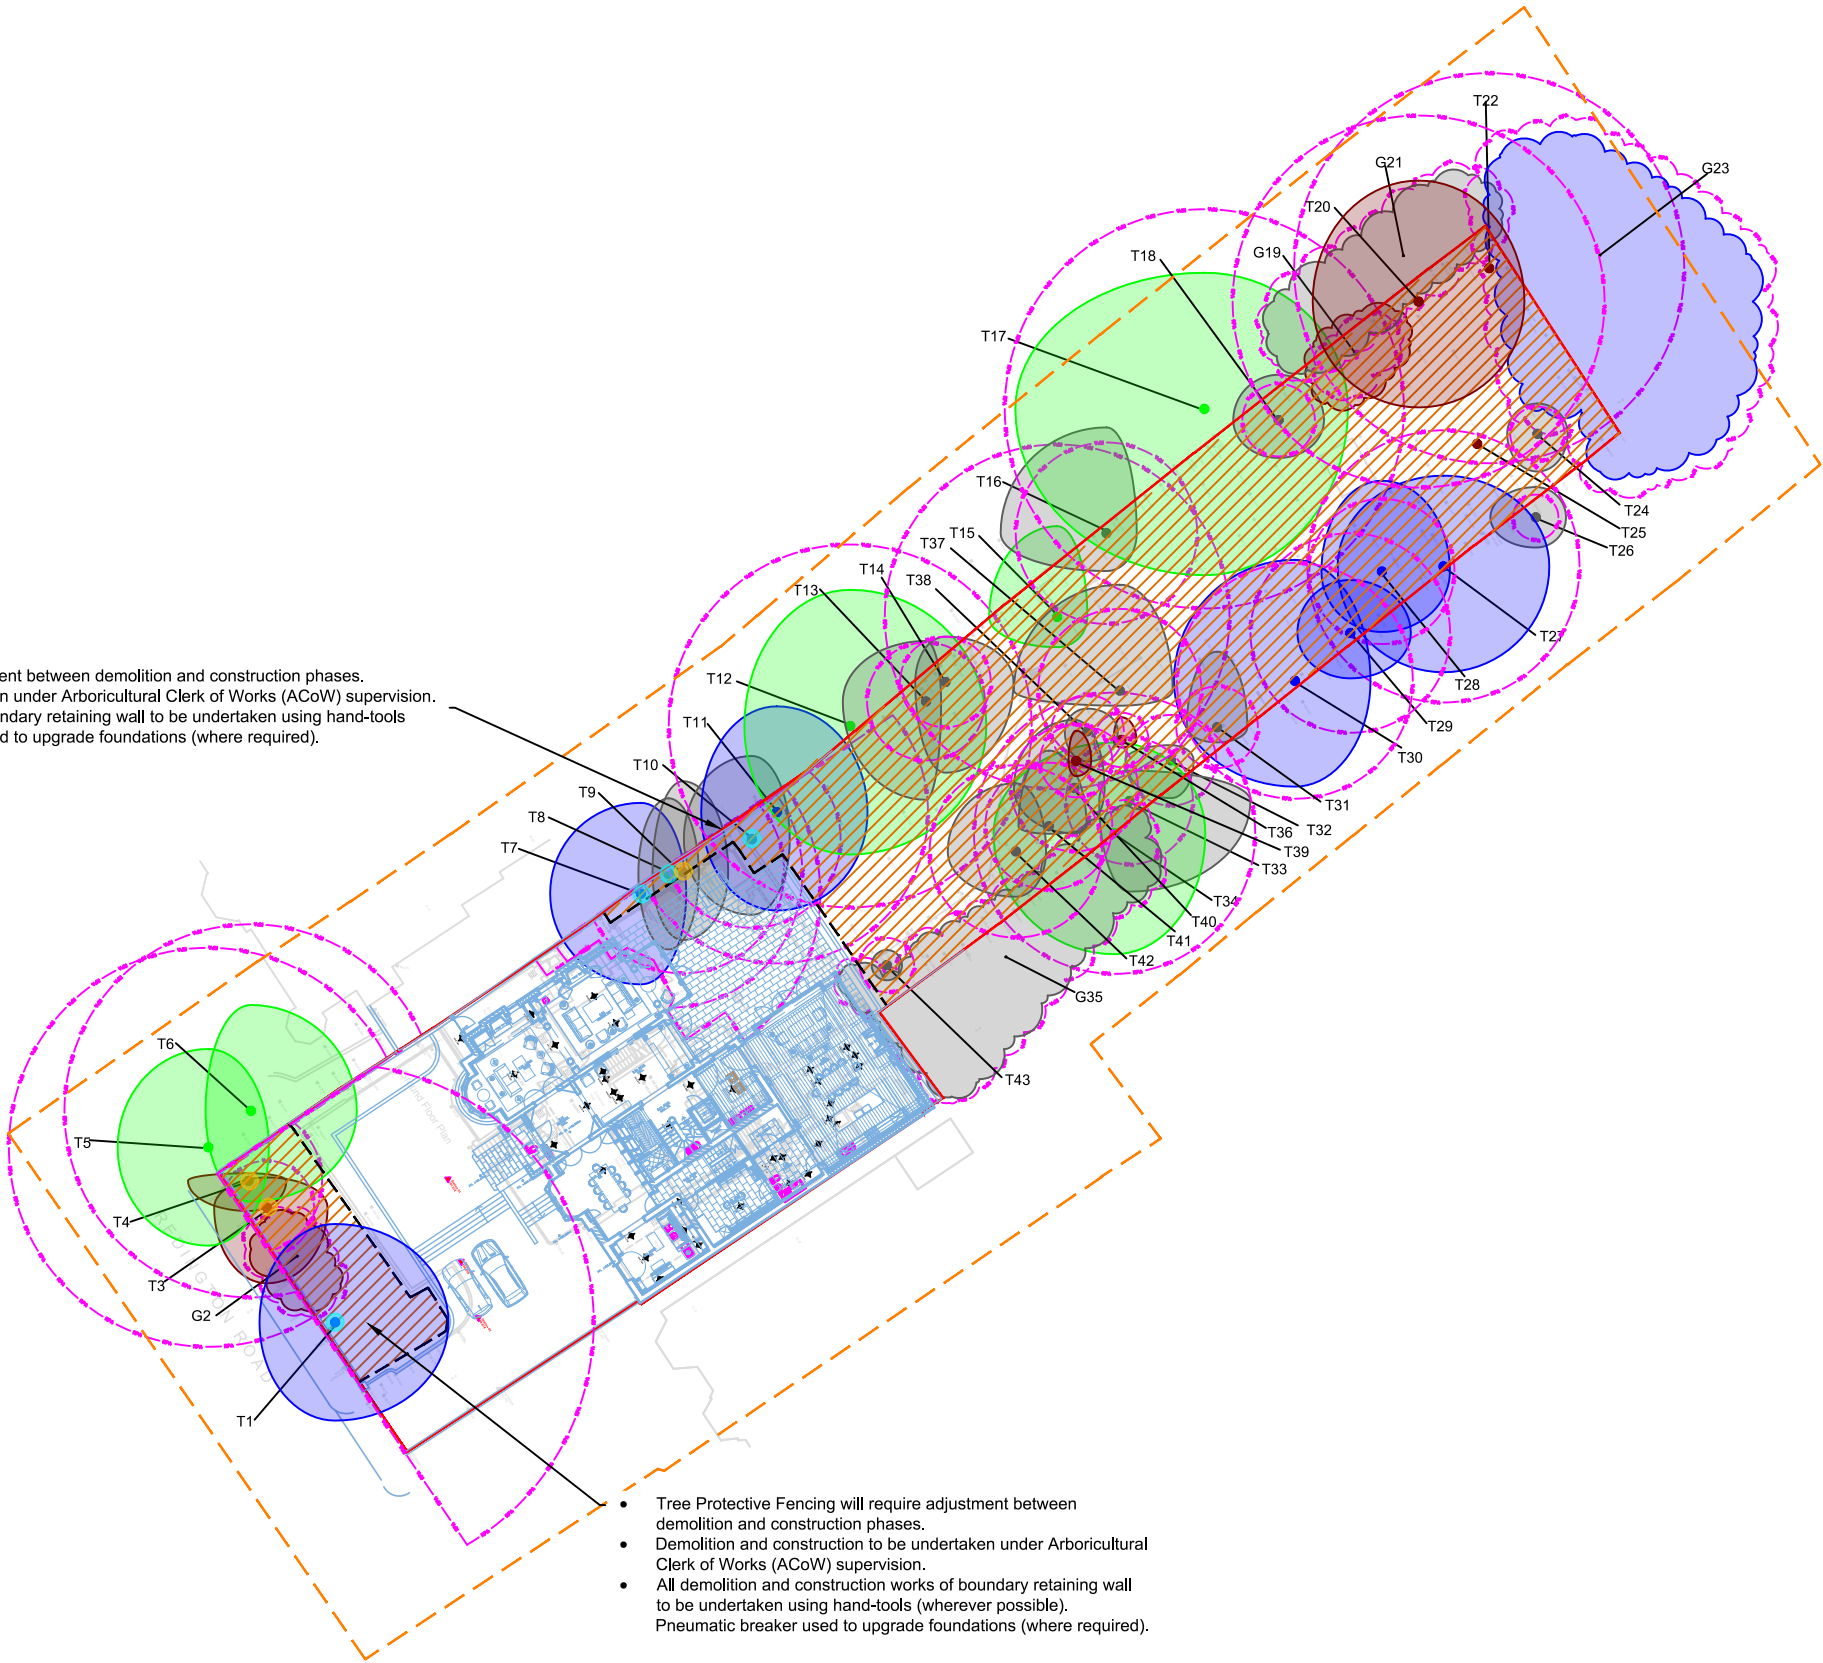 T22
G21
G23
T20
G19
T18
T17
T16
T15
T37
T14
T38
T13
T24
T25
T26
T27
T28
T29
T30
T12
T11
T10
T9
T8
T7
T31
T32
T36
T39
T33
T34
T40
T41
T42
G35
T43
ent between demolition and construction phases.
n under Arboricultural Clerk of Works (ACoW) supervision.
undary retaining wall to be undertaken using hand-tools
d to upgrade foundations (where required).
T6
T5
T4
T3
G2
T1
Floor Plan
REDINGTON ROAD
• Tree Protective Fencing will require adjustment between
demolition and construction phases.
• Demolition and construction to be undertaken under Arboricultural
Clerk of Works (ACoW) supervision.
• All demolition and construction works of boundary retaining wall
to be undertaken using hand-tools (wherever possible).
Pneumatic breaker used to upgrade foundations (where required).